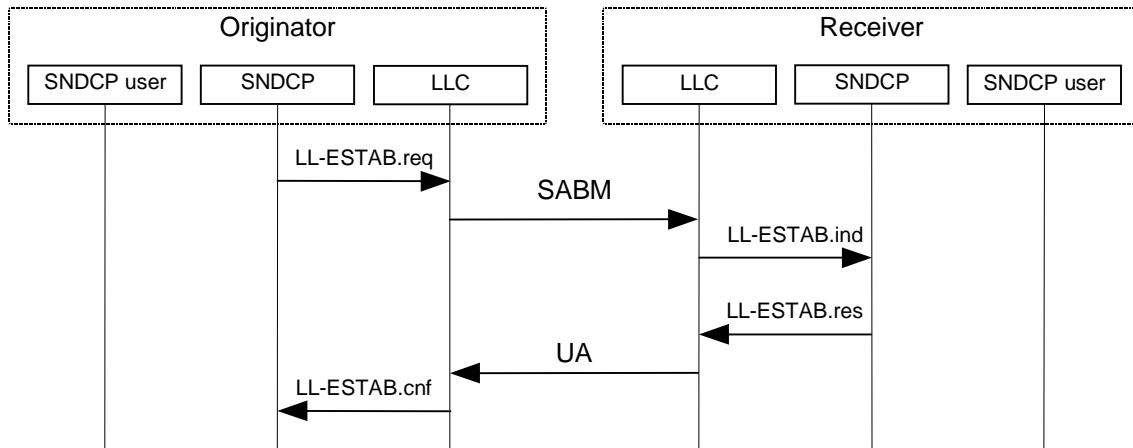 Originator
Receiver
SNDCP user
SNDCP
LLC
LLC
SNDCP
SNDCP user
LL-ESTAB.req
SABM
LL-ESTAB.ind
LL-ESTAB.res
UA
LL-ESTAB.cnf